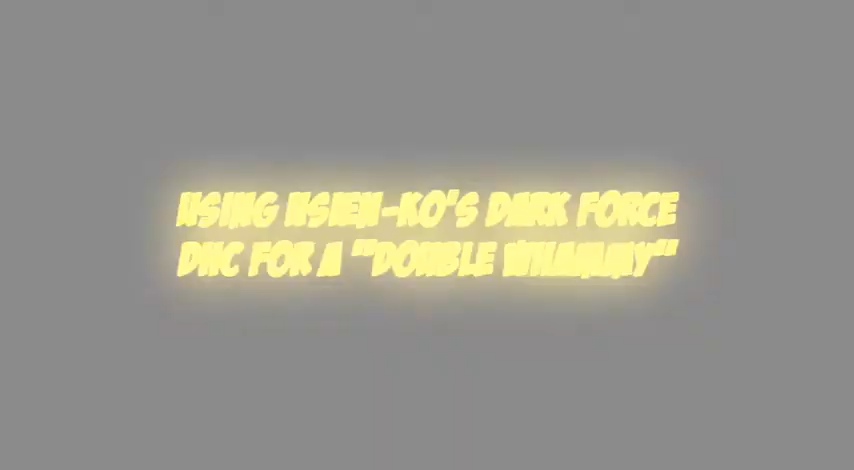 USING HSIEN-KO'S DARK FORCE
DHC FOR A "DOUBLE WHAMMY"